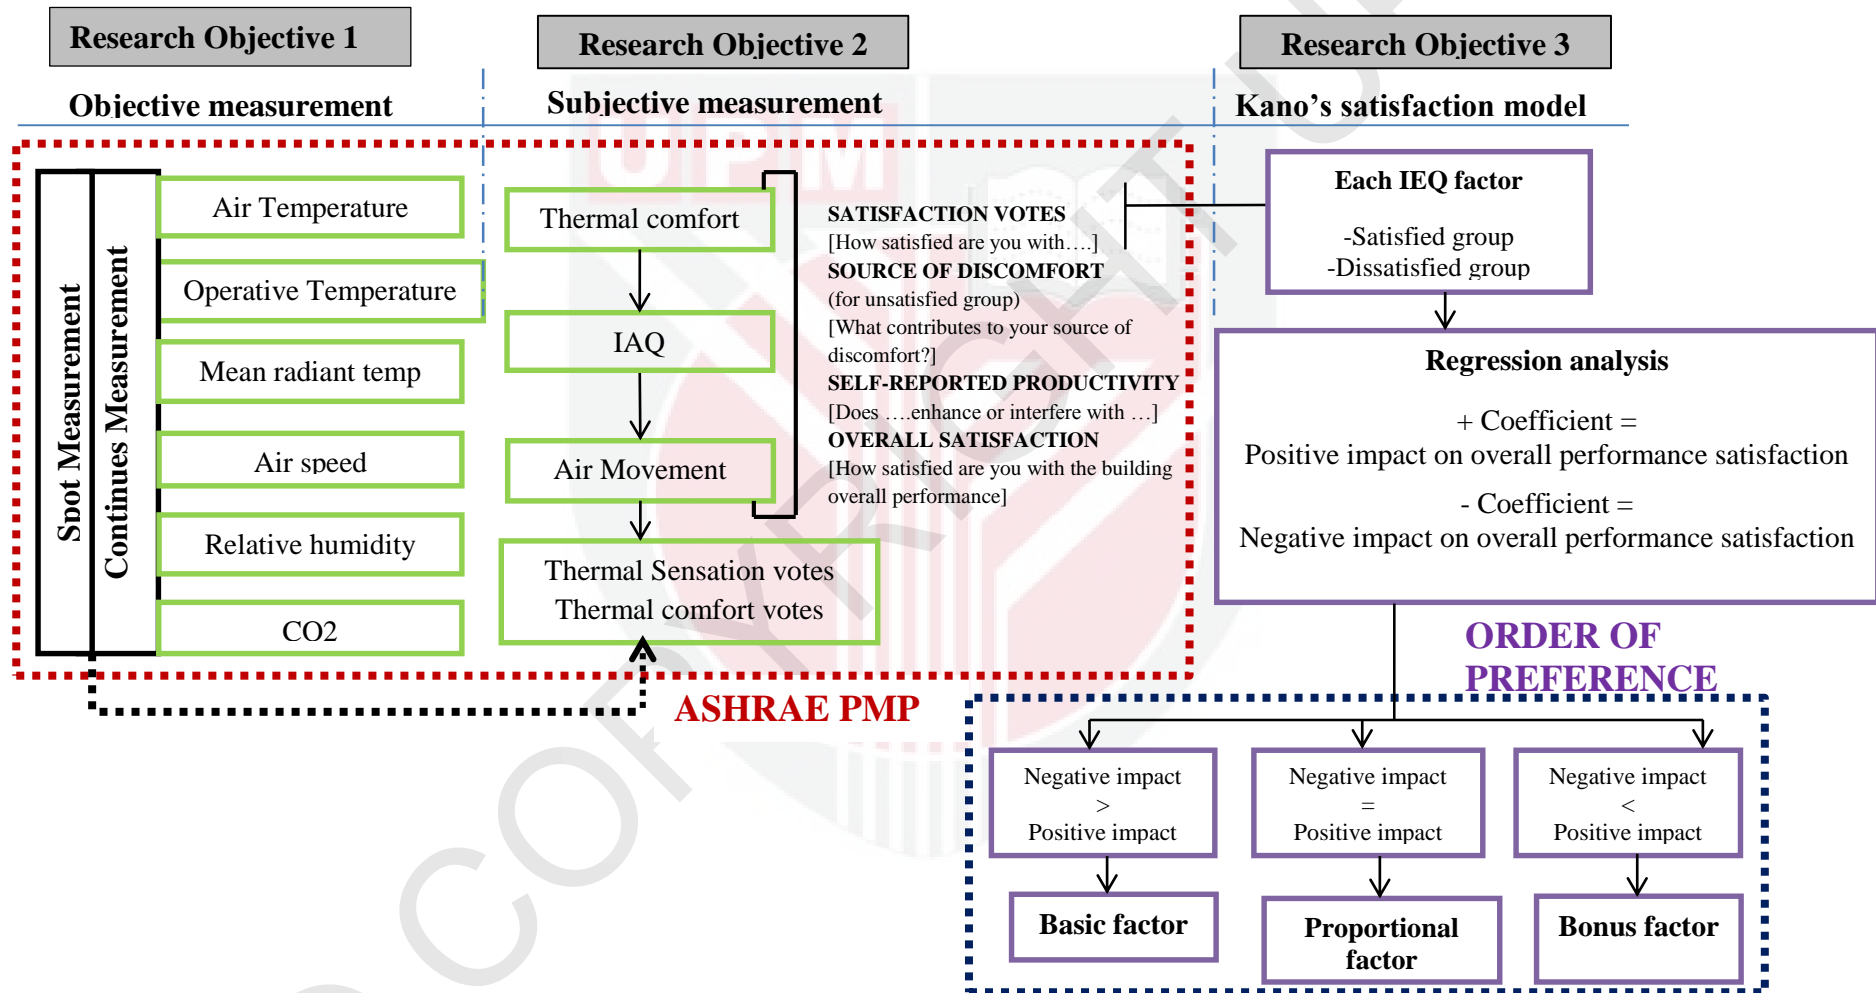 Research Objective 1
Research Objective 2
Research Objective 3
Objective measurement
Subjective measurement
Kano’s satisfaction model
Spot Measurement
Continues Measurement
Air Temperature
Operative Temperature
Mean radiant temp
Air speed
Relative humidity
CO2
Thermal comfort
IAQ
Air Movement
Thermal Sensation votes
Thermal comfort votes
SATISFACTION VOTES
[How satisfied are you with….]
SOURCE OF DISCOMFORT
(for unsatisfied group)
[What contributes to your source of
discomfort?]
SELF-REPORTED PRODUCTIVITY
[Does ….enhance or interfere with …]
OVERALL SATISFACTION
[How satisfied are you with the building
overall performance]
ASHRAE PMP
Each IEQ factor
-Satisfied group
-Dissatisfied group
Regression analysis
+ Coefficient =
Positive impact on overall performance satisfaction
- Coefficient =
Negative impact on overall performance satisfaction
ORDER OF
PREFERENCE
Negative impact
>
Positive impact
Negative impact
=
Positive impact
Negative impact
<
Positive impact
Basic factor
Proportional
factor
Bonus factor
UPM
COPYRIGHT U